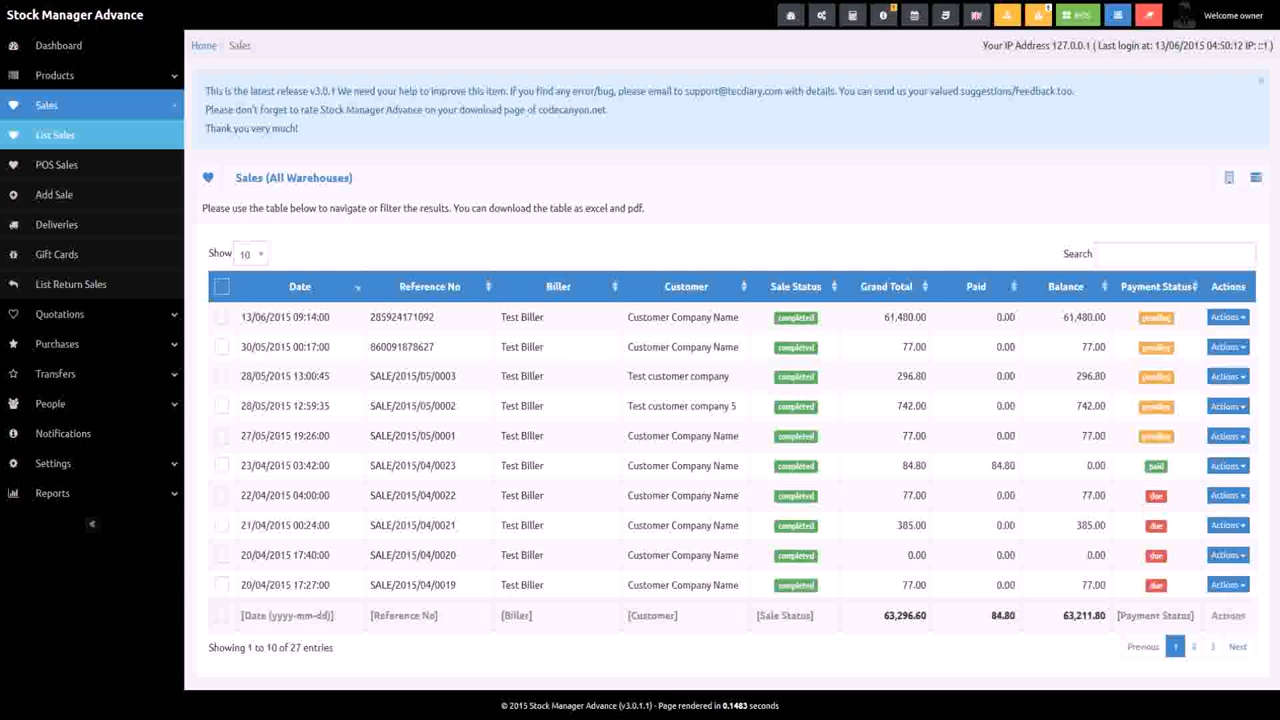 Stock Manager Advance
Welcome owner
Dashboard
Products
Sales
List Sales
POS Sales
Add Sale
Deliveries
Gift Cards
List Return Sales
Quotations
Purchases
Transfers
People
Notifications
Settings
Reports
Home Sales
Your IP Address 127.0.0.1 ( Last login at: 13/06/2015 04:50:12 IP: ::1 )
This is the latest release v3.0.1 We need your help to improve this item. If you find any error/bug, please email to support@tecdiary.com with details. You can send us your valued suggestions/feedback too.
Please don't forget to rate Stock Manager Advance on your download page of codecanyon.net.
Thank you very much!
Sales (All Warehouses)
Please use the table below to navigate or filter the results. You can download the table as excel and pdf.
Show 10 Search
Date Reference No Biller Customer Sale Status Grand Total Paid Balance Payment Status Actions
13/06/2015 09:14:00 285924171092 Test Biller Customer Company Name completed 61,480.00 0.00 61,480.00 pending Actions
30/05/2015 00:17:00 860091878627 Test Biller Customer Company Name completed 77.00 0.00 77.00 pending Actions
28/05/2015 13:00:45 SALE/2015/05/0003 Test Biller Test customer company completed 296.80 0.00 296.80 pending Actions
28/05/2015 12:59:35 SALE/2015/05/0002 Test Biller Test customer company 5 completed 742.00 0.00 742.00 pending Actions
27/05/2015 19:26:00 SALE/2015/05/0001 Test Biller Customer Company Name completed 77.00 0.00 77.00 pending Actions
23/04/2015 03:42:00 SALE/2015/04/0023 Test Biller Customer Company Name completed 84.80 84.80 0.00 paid Actions
22/04/2015 04:00:00 SALE/2015/04/0022 Test Biller Customer Company Name completed 77.00 0.00 77.00 due Actions
21/04/2015 00:24:00 SALE/2015/04/0021 Test Biller Customer Company Name completed 385.00 0.00 385.00 due Actions
20/04/2015 17:40:00 SALE/2015/04/0020 Test Biller Customer Company Name completed 0.00 0.00 0.00 due Actions
20/04/2015 17:27:00 SALE/2015/04/0019 Test Biller Customer Company Name completed 77.00 0.00 77.00 due Actions
[Date (yyyy-mm-dd)] [Reference No] [Biller] [Customer] [Sale Status] 63,296.60 84.80 63,211.80 [Payment Status] Actions
Showing 1 to 10 of 27 entries
Previous 1 2 3 Next
© 2015 Stock Manager Advance (v3.0.1.1) - Page rendered in 0.1483 seconds